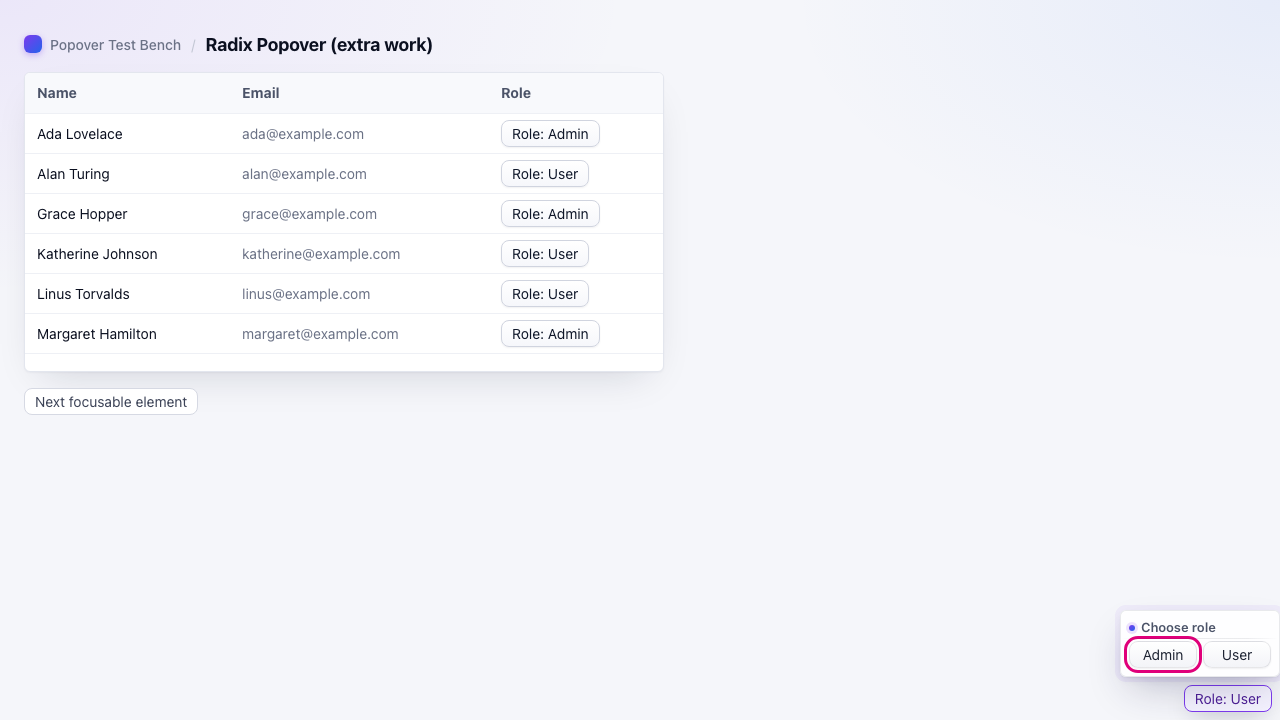 Popover Test Bench / Radix Popover (extra work)
Name Email Role
Ada Lovelace ada@example.com Role: Admin
Alan Turing alan@example.com Role: User
Grace Hopper grace@example.com Role: Admin
Katherine Johnson katherine@example.com Role: User
Linus Torvalds linus@example.com Role: User
Margaret Hamilton margaret@example.com Role: Admin
Next focusable element
Choose role
Admin User
Role: User